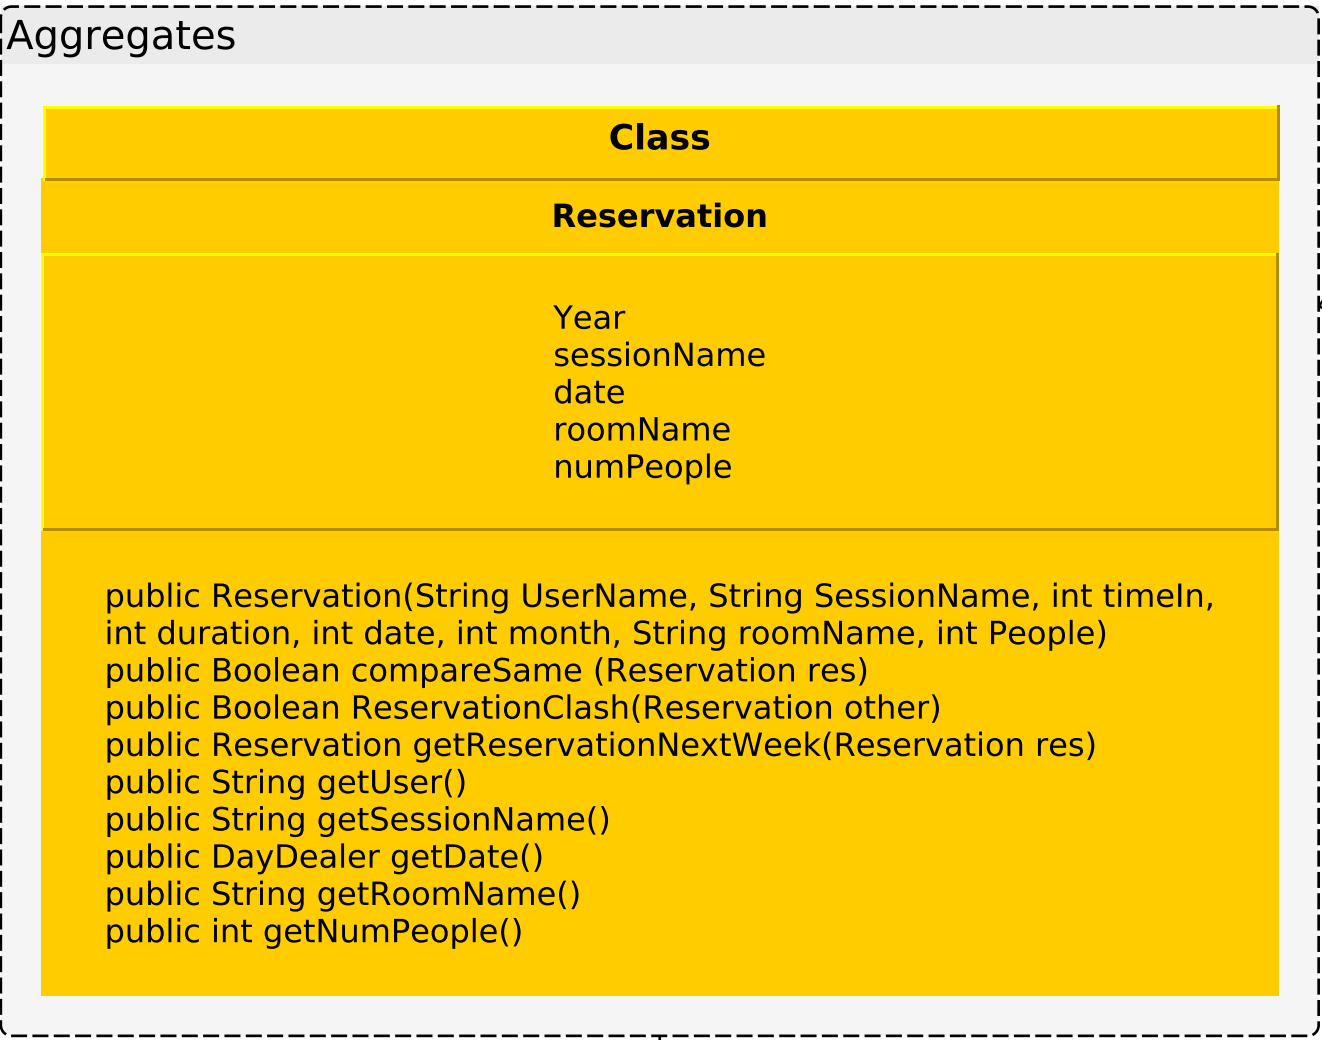 Aggregates
Class
Reservation
Year
sessionName
date
roomName
numPeople
public Reservation(String UserName, String SessionName, int timeIn,
int duration, int date, int month, String roomName, int People)
public Boolean compareSame (Reservation res)
public Boolean ReservationClash(Reservation other)
public Reservation getReservationNextWeek(Reservation res)
public String getUser()
public String getSessionName()
public DayDealer getDate()
public String getRoomName()
public int getNumPeople()